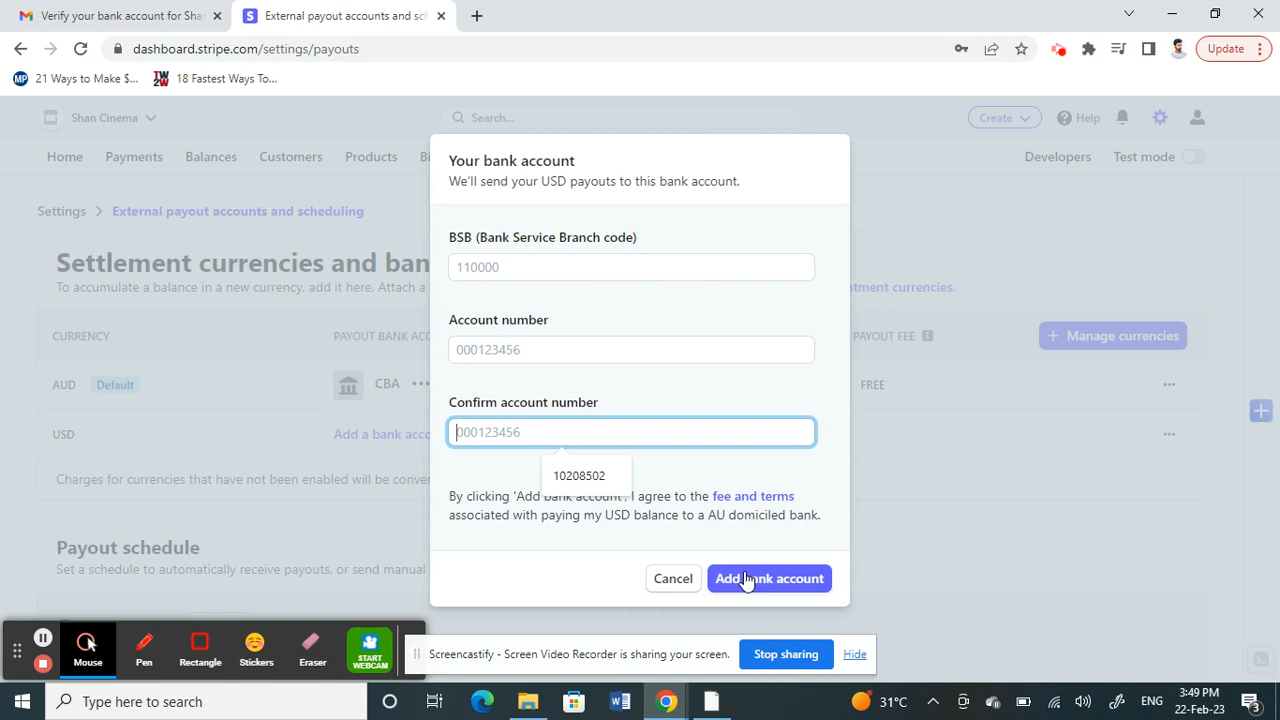 Verify your bank account for Sha
External payout accounts and sch
dashboard.stripe.com/settings/payouts
Update
MP 21 Ways to Make $...
TW 2W 18 Fastest Ways To...
Shan Cinema
Search...
Create
Help
Home Payments Balances Customers Products Bi
Developers Test mode
Your bank account
We'll send your USD payouts to this bank account.
Settings > External payout accounts and scheduling
BSB (Bank Service Branch code)
110000
Settlement currencies and ban
To accumulate a balance in a new currency, add it here. Attach a
currencies.
Account number
000123456
CURRENCY
PAYOUT BANK ACC
PAYOUT FEE
+ Manage currencies
AUD Default
CBA
FREE
Confirm account number
000123456
USD
Add a bank acco
10208502
Charges for currencies that have not been enabled will be conver
By clicking 'Add bank account', I agree to the fee and terms
associated with paying my USD balance to a AU domiciled bank.
Payout schedule
Set a schedule to automatically receive payouts, or send manual
Cancel
Add bank account
Mouse
Pen
Rectangle
Stickers
Eraser
START
WEBCAM
Screencastify - Screen Video Recorder is sharing your screen.
Stop sharing
Hide
Type here to search
31°C
ENG
3:49 PM
22-Feb-23
3